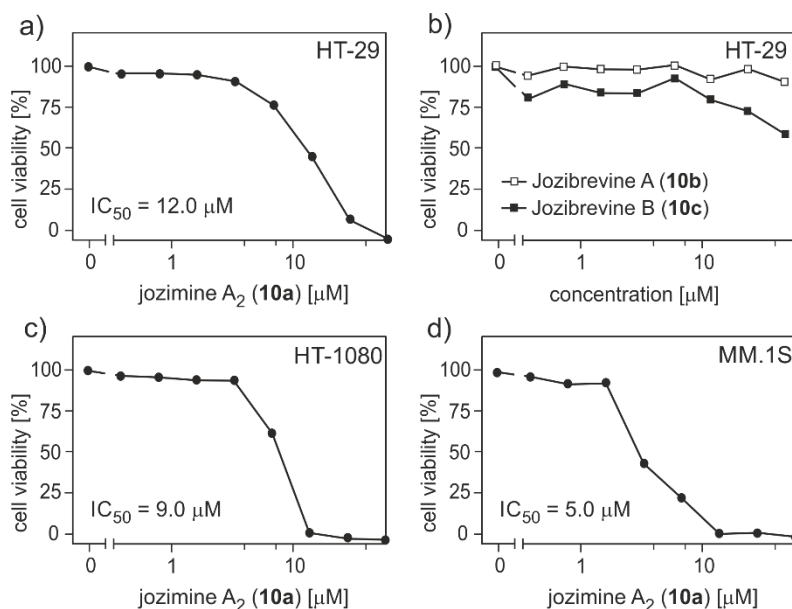 a)
HT-29
cell viability [%]
100
75
50
25
0
IC50 = 12.0 μM
0 1 10
jozimine A2 (10a) [μM]
b)
HT-29
cell viability [%]
100
75
50
25
0
Jozibrevine A (10b)
Jozibrevine B (10c)
0 1 10
concentration [μM]
c)
HT-1080
cell viability [%]
100
75
50
25
0
IC50 = 9.0 μM
0 1 10
jozimine A2 (10a) [μM]
d)
MM.1S
cell viability [%]
100
75
50
25
0
IC50 = 5.0 μM
0 1 10
jozimine A2 (10a) [μM]